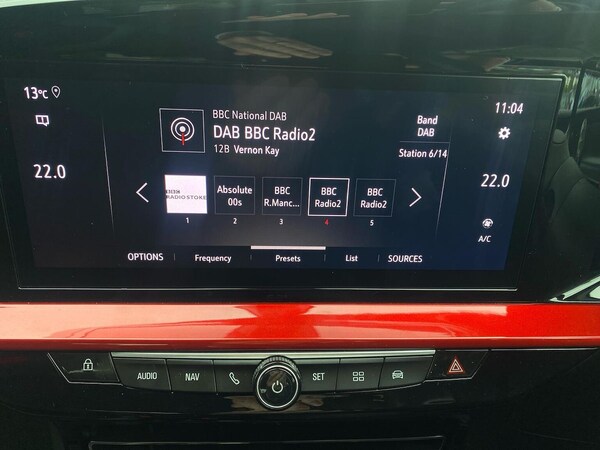 13°C
11:04
BBC National DAB
DAB BBC Radio2
12B Vernon Kay
Band
DAB
Station 6/14
22.0
22.0
BBC
RADIO STOKE
Absolute
00s
BBC
R.Manc...
BBC
Radio2
BBC
Radio2
1
2
3
4
5
A/C
OPTIONS
Frequency
Presets
List
SOURCES
AUDIO
NAV
SET